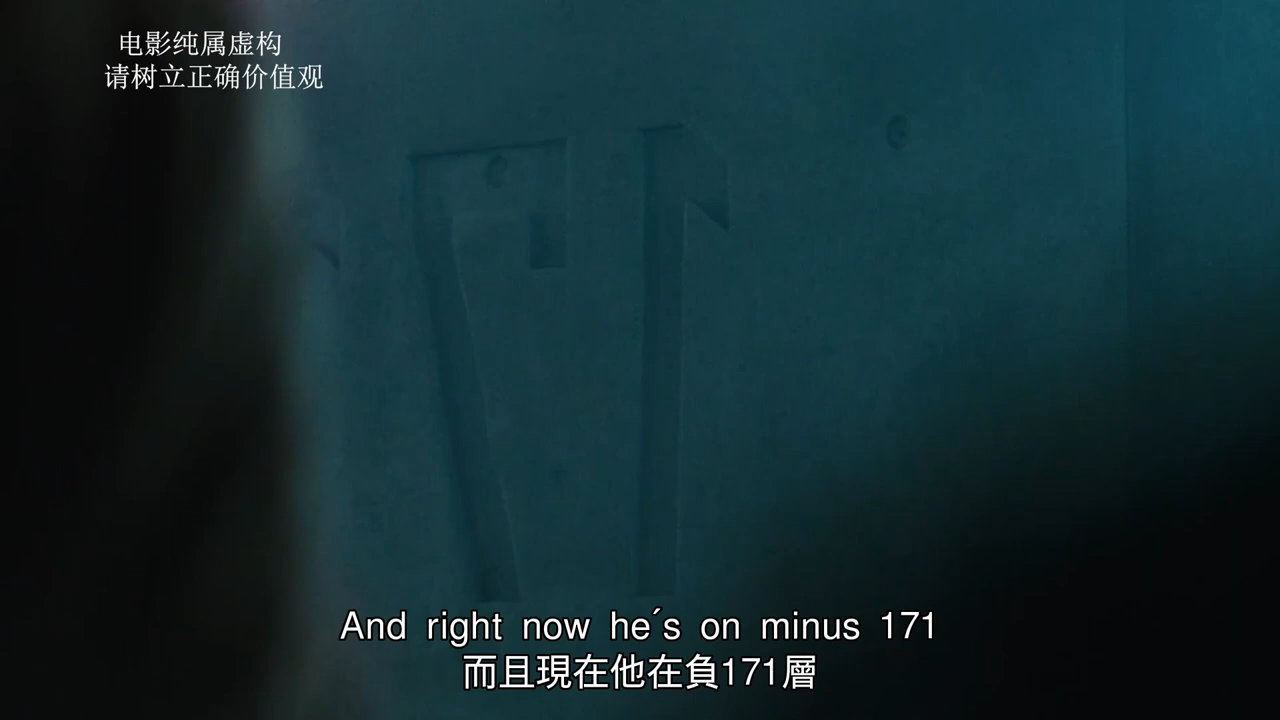 电影纯属虚构
请树立正确价值观
171
And right now he´s on minus 171
而且現在他在負171層